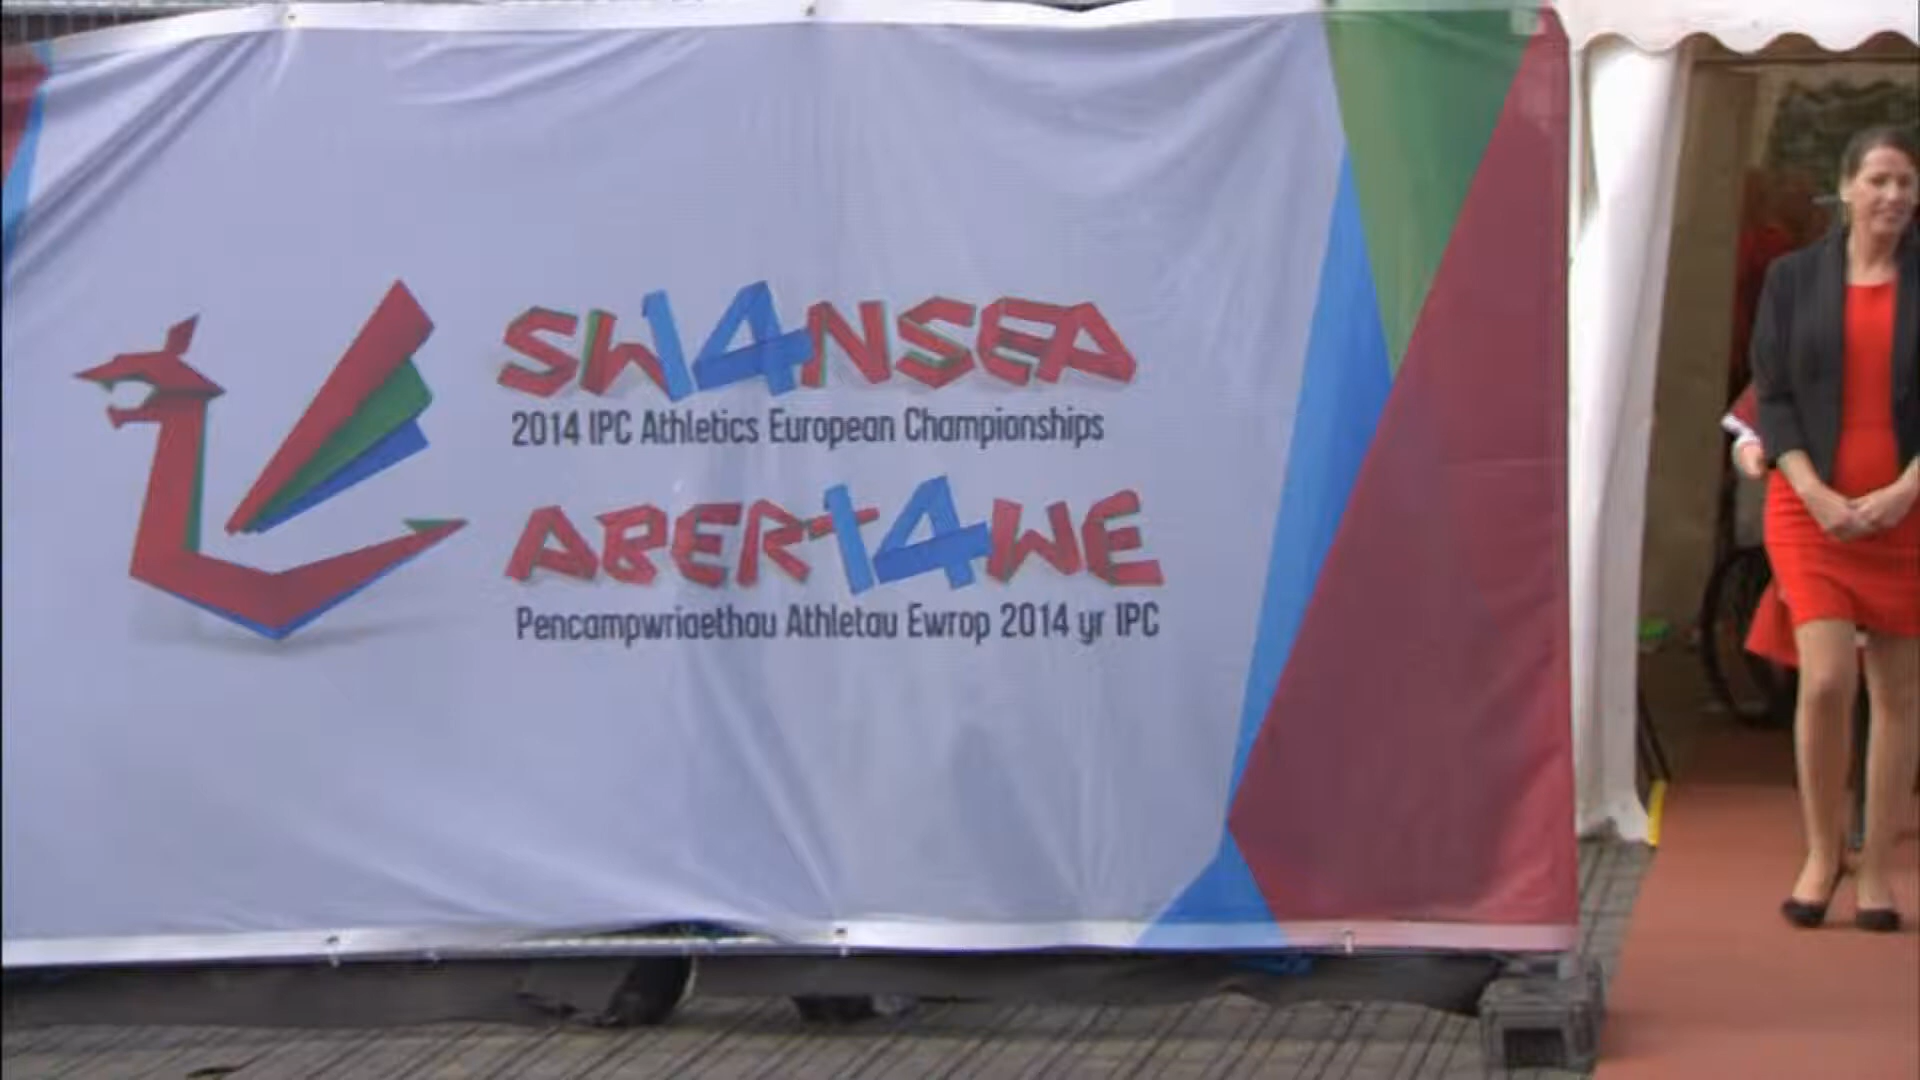 SW14NSEA
2014 IPC Athletics European Championships
ABERT14WE
Pencampwriaethau Athletau Ewrop 2014 yr IPC